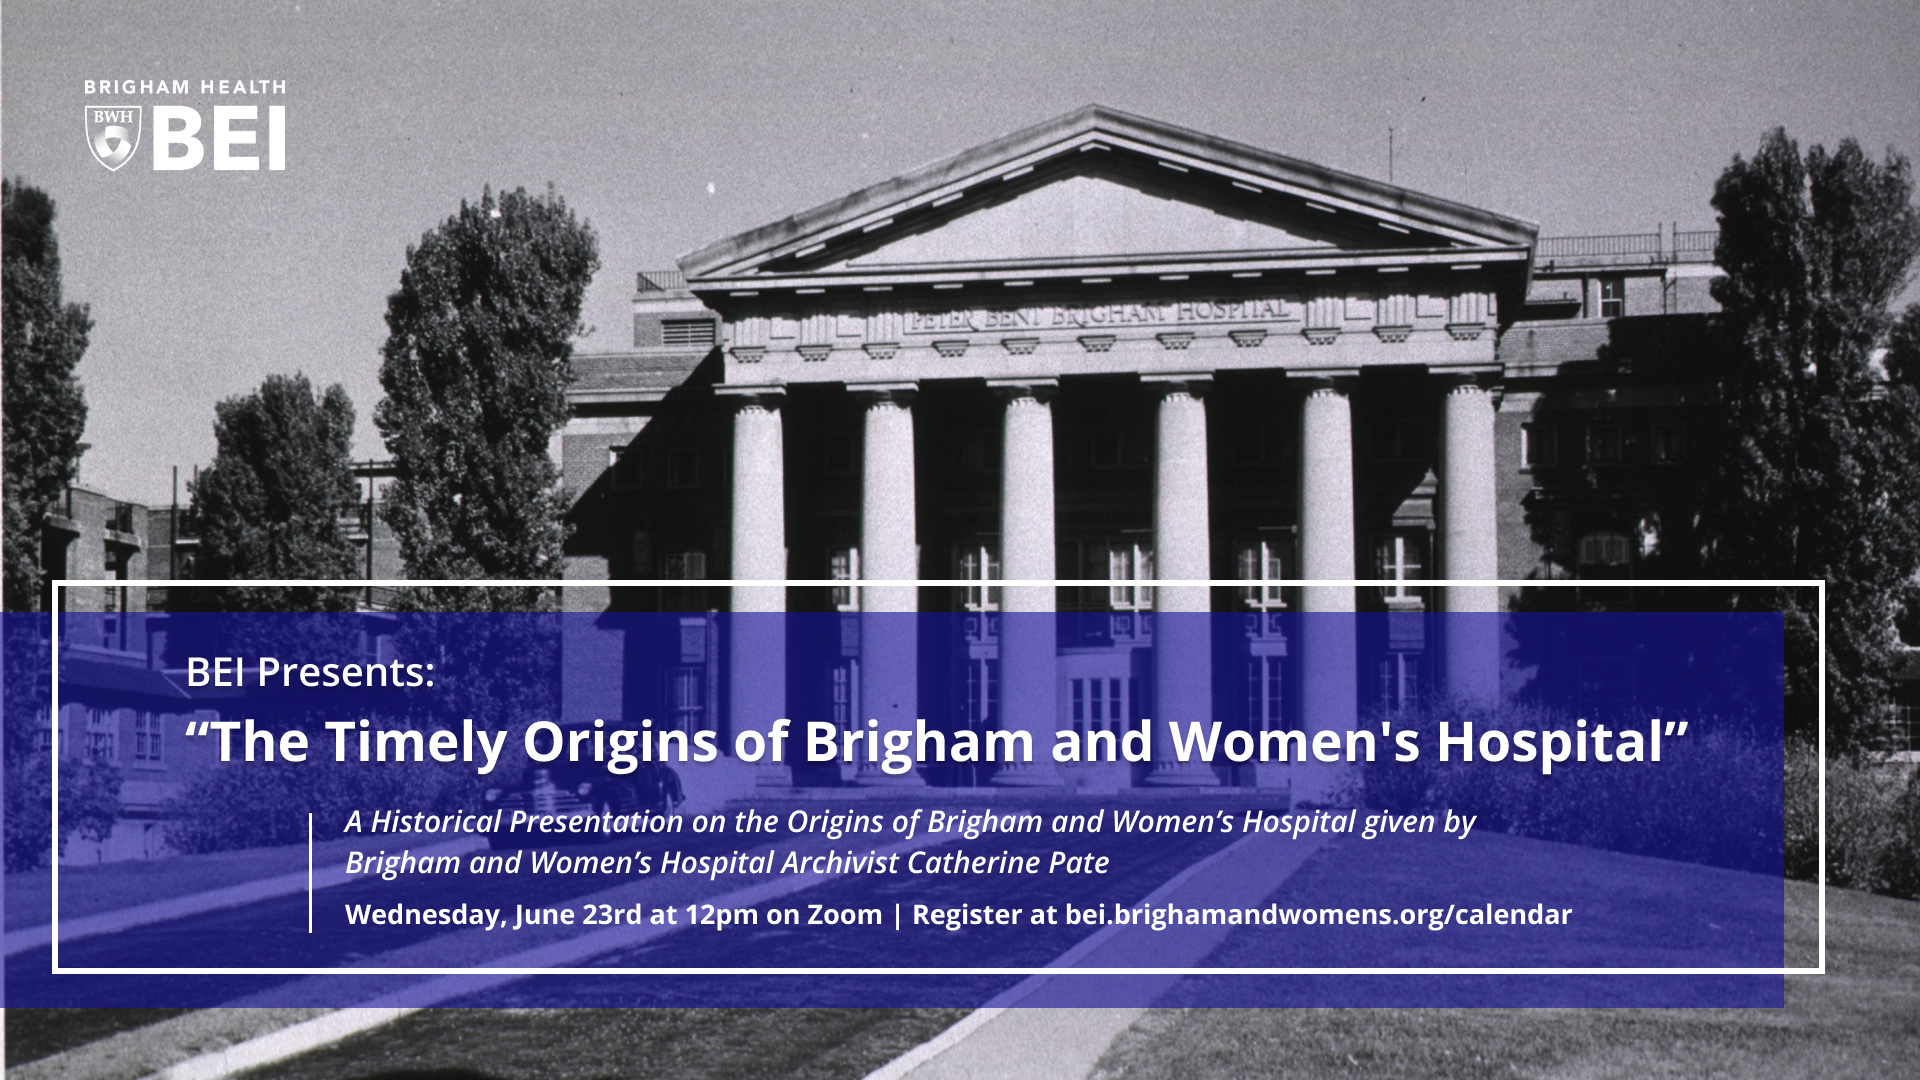 BRIGHAM HEALTH
BWH
BEI
PETER BENT BRIGHAM HOSPITAL
BEI Presents:
“The Timely Origins of Brigham and Women's Hospital”
A Historical Presentation on the Origins of Brigham and Women’s Hospital given by
Brigham and Women’s Hospital Archivist Catherine Pate
Wednesday, June 23rd at 12pm on Zoom | Register at bei.brighamandwomens.org/calendar